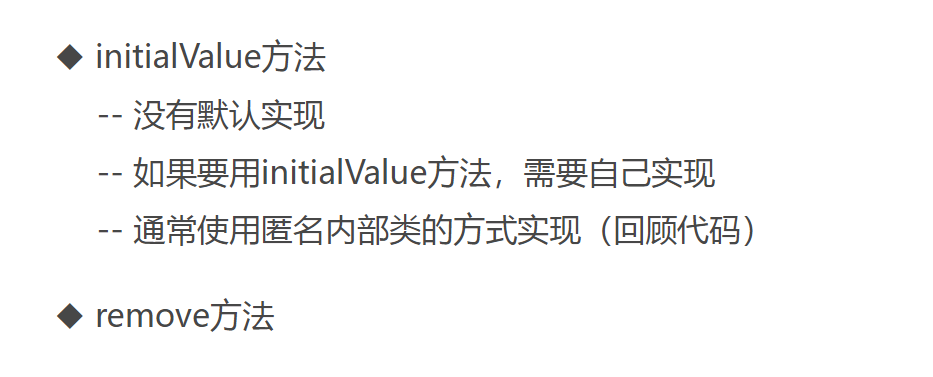 ◆ initialValue方法
-- 没有默认实现
-- 如果要用initialValue方法，需要自己实现
-- 通常使用匿名内部类的方式实现（回顾代码）
◆ remove方法